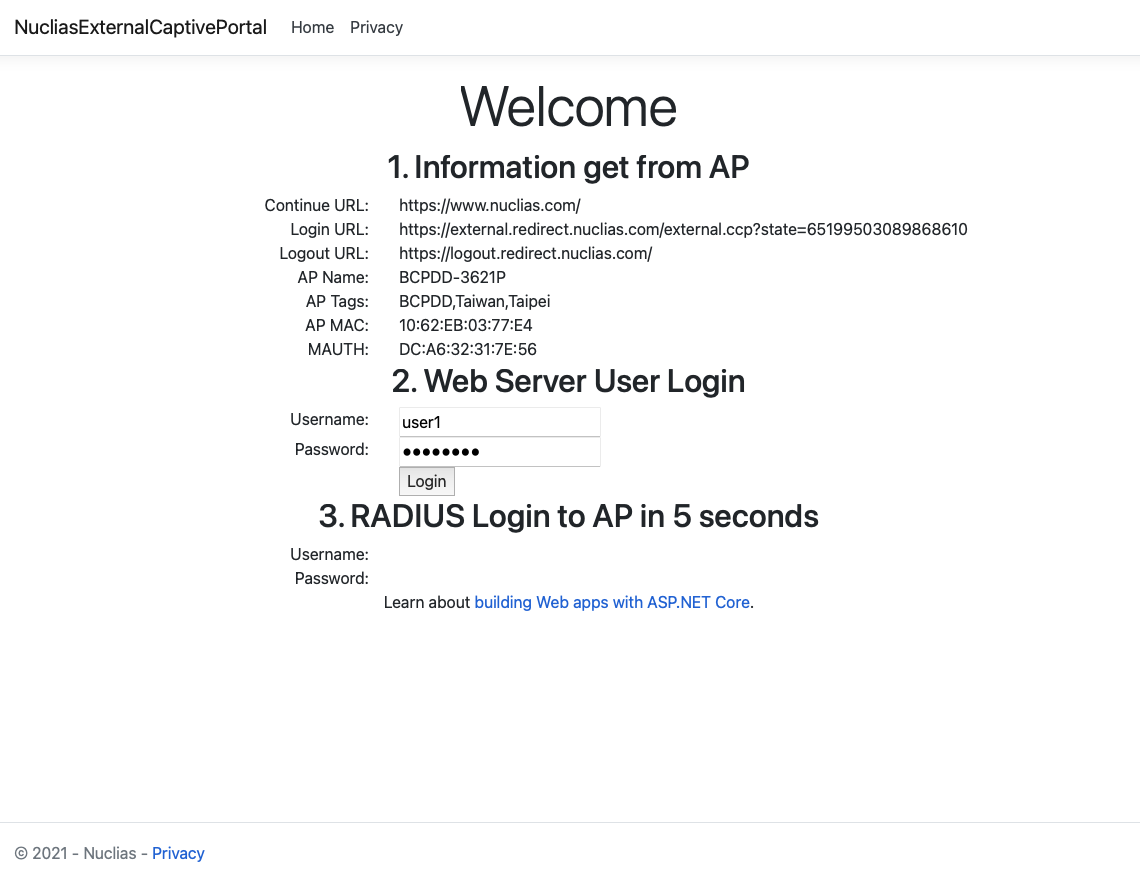 NucliasExternalCaptivePortal Home Privacy
Welcome
1. Information get from AP
Continue URL: https://www.nuclias.com/
Login URL: https://external.redirect.nuclias.com/external.ccp?state=65199503089868610
Logout URL: https://logout.redirect.nuclias.com/
AP Name: BCPDD-3621P
AP Tags: BCPDD,Taiwan,Taipei
AP MAC: 10:62:EB:03:77:E4
MAUTH: DC:A6:32:31:7E:56
2. Web Server User Login
Username: user1
Password: ●●●●●●●●
Login
3. RADIUS Login to AP in 5 seconds
Username:
Password:
Learn about building Web apps with ASP.NET Core.
© 2021 - Nuclias - Privacy